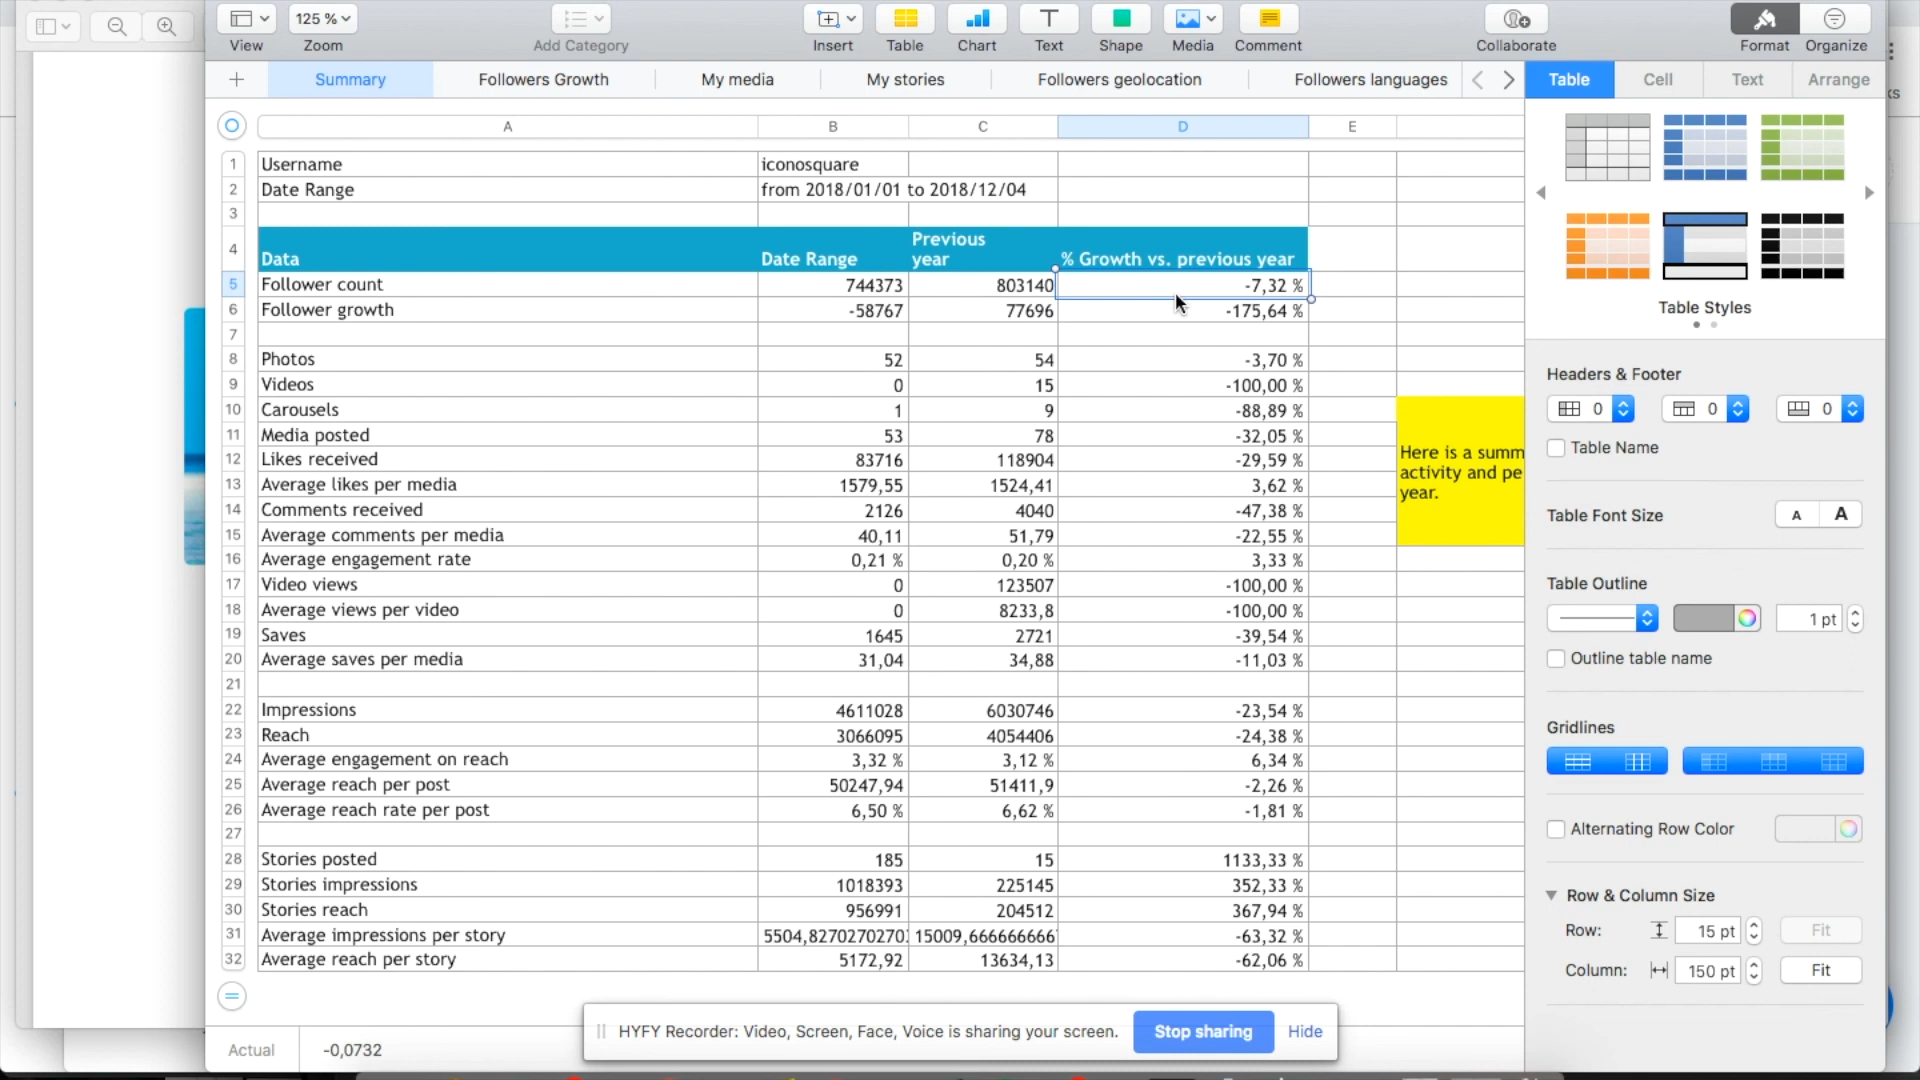 View
125 %
Zoom
Add Category
Insert
Table
Chart
Text
Shape
Media
Comment
Collaborate
Format
Organize
Summary
Followers Growth
My media
My stories
Followers geolocation
Followers languages
Table
Cell
Text
Arrange
A B C D E
1 Username iconosquare
2 Date Range from 2018/01/01 to 2018/12/04
3
4 Data Date Range Previous year % Growth vs. previous year
5 Follower count 744373 803140 -7,32 %
6 Follower growth -58767 77696 -175,64 %
7
8 Photos 52 54 -3,70 %
9 Videos 0 15 -100,00 %
10 Carousels 1 9 -88,89 %
11 Media posted 53 78 -32,05 %
12 Likes received 83716 118904 -29,59 %
13 Average likes per media 1579,55 1524,41 3,62 %
14 Comments received 2126 4040 -47,38 %
15 Average comments per media 40,11 51,79 -22,55 %
16 Average engagement rate 0,21 % 0,20 % 3,33 %
17 Video views 0 123507 -100,00 %
18 Average views per video 0 8233,8 -100,00 %
19 Saves 1645 2721 -39,54 %
20 Average saves per media 31,04 34,88 -11,03 %
21
22 Impressions 4611028 6030746 -23,54 %
23 Reach 3066095 4054406 -24,38 %
24 Average engagement on reach 3,32 % 3,12 % 6,34 %
25 Average reach per post 50247,94 51411,9 -2,26 %
26 Average reach rate per post 6,50 % 6,62 % -1,81 %
27
28 Stories posted 185 15 1133,33 %
29 Stories impressions 1018393 225145 352,33 %
30 Stories reach 956991 204512 367,94 %
31 Average impressions per story 5504,8270270270 15009,666666666 -63,32 %
32 Average reach per story 5172,92 13634,13 -62,06 %
Here is a summ
activity and pe
year.
Table Styles
Headers & Footer
0 0 0
Table Name
Table Font Size A A
Table Outline
1 pt
Outline table name
Gridlines
Alternating Row Color
Row & Column Size
Row: 15 pt Fit
Column: 150 pt Fit
HYFY Recorder: Video, Screen, Face, Voice is sharing your screen.
Stop sharing
Hide
Actual
-0,0732